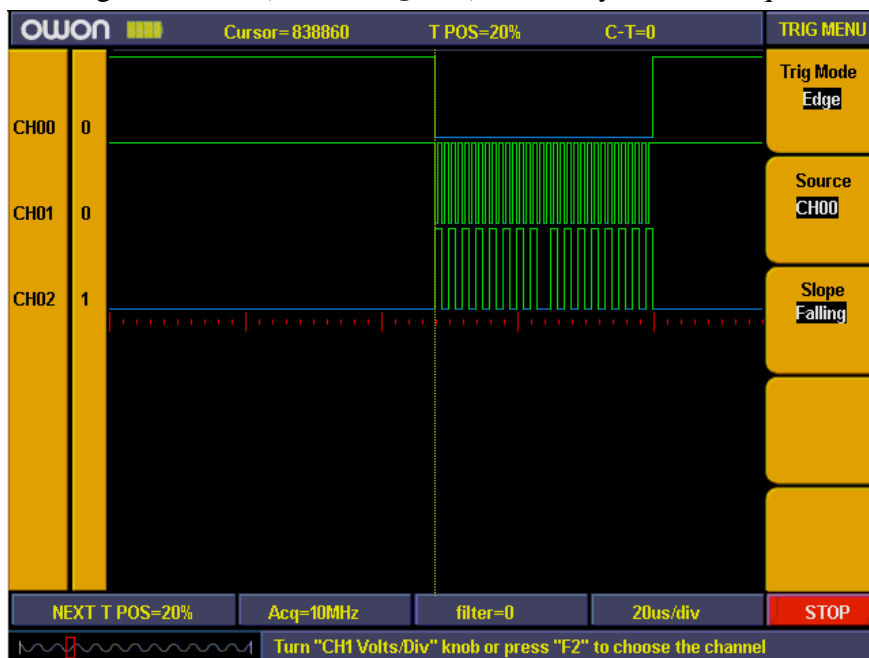 OWON Cursor=838860 T POS=20% C-T=0 TRIG MENU
Trig Mode
Edge
CH00 0
Source
CH00
CH01 0
Slope
Falling
CH02 1
NEXT T POS=20% Acq=10MHz filter=0 20us/div STOP
Turn "CH1 Volts/Div" knob or press "F2" to choose the channel